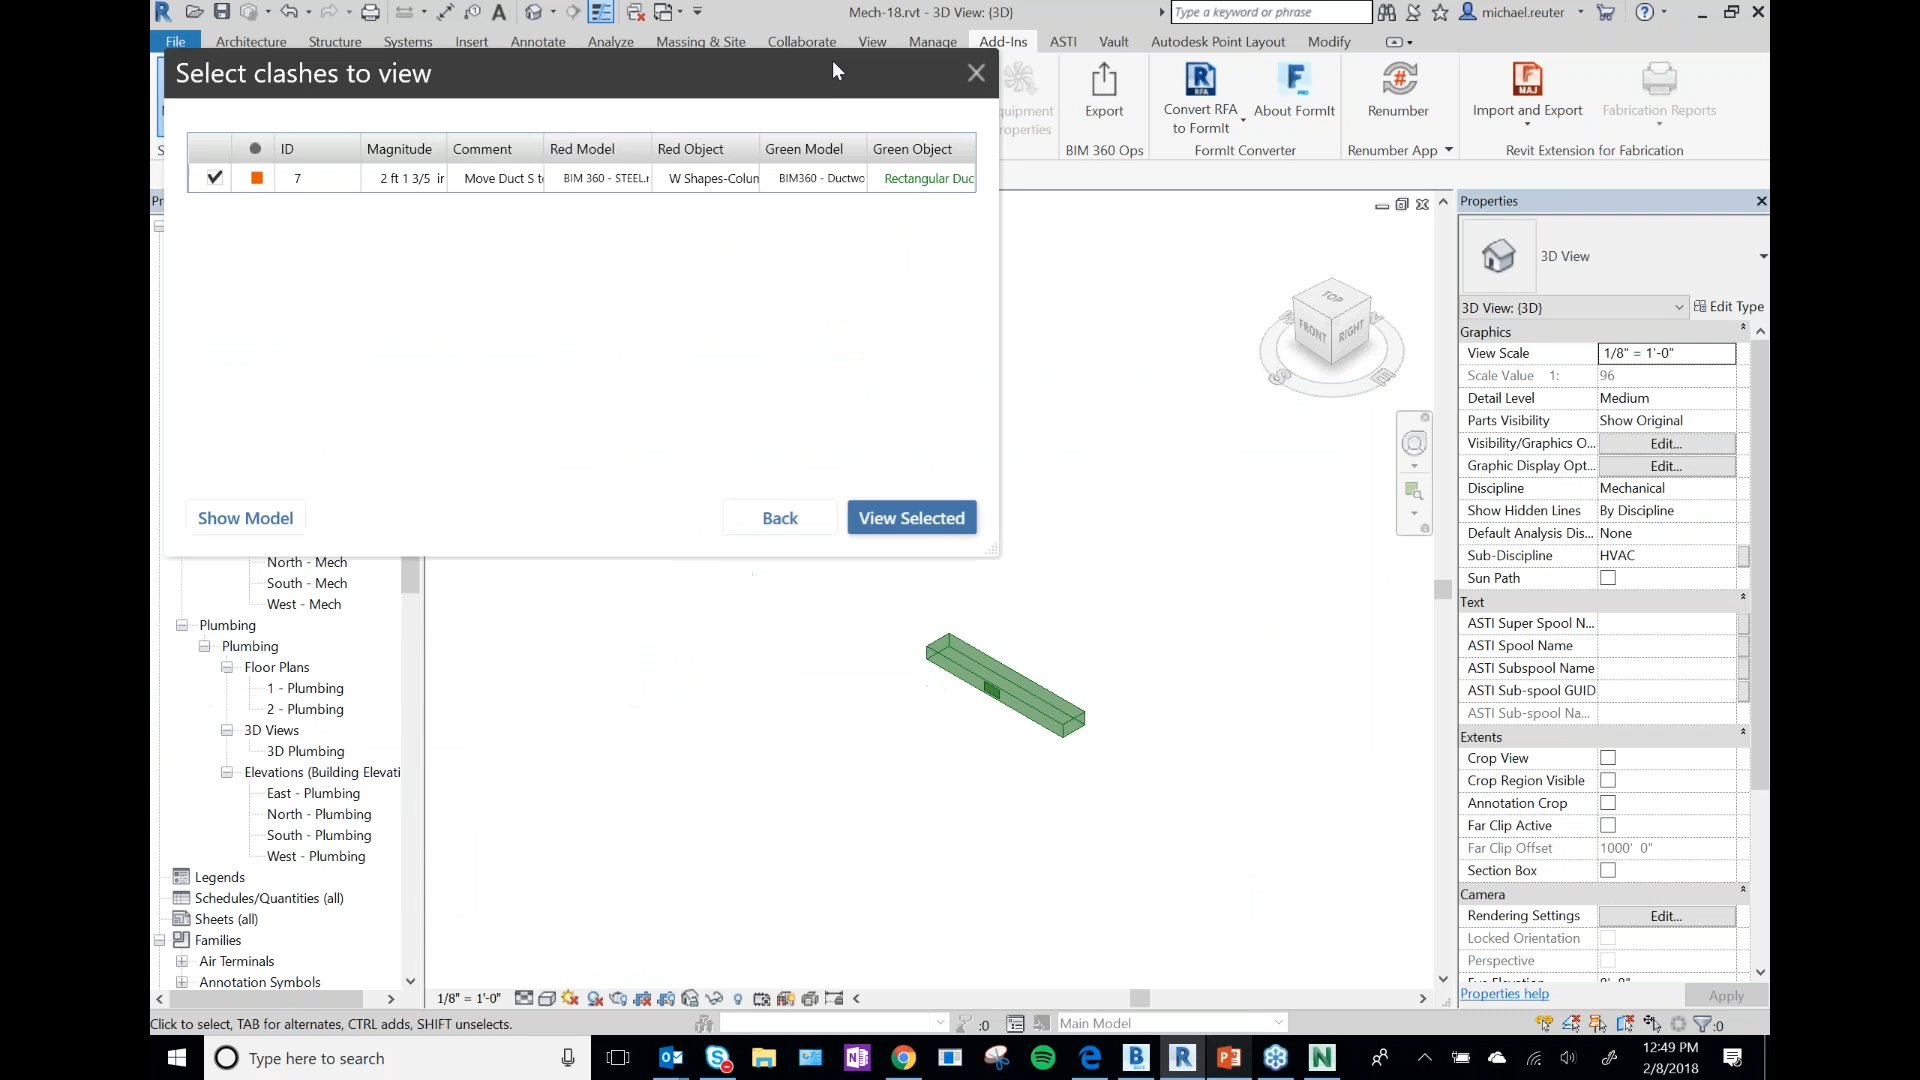 Mech-18.rvt - 3D View: {3D}
Type a keyword or phrase
michael.reuter
File Architecture Structure Systems Insert Annotate Analyze Massing & Site Collaborate View Manage Add-Ins ASTI Vault Autodesk Point Layout Modify
Select clashes to view
Export
Convert RFA
to FormIt
About FormIt
Renumber
Import and Export
Fabrication Reports
BIM 360 Ops
FormIt Converter
Renumber App
Revit Extension for Fabrication
ID Magnitude Comment Red Model Red Object Green Model Green Object
7 2 ft 1 3/5 in Move Duct S to BIM 360 - STEEL.r W Shapes-Colun BIM360 - Ductwo Rectangular Duc
Show Model
Back
View Selected
TOP
FRONT
RIGHT
S
E
Properties
3D View
3D View: {3D}
Edit Type
Graphics
View Scale 1/8" = 1'-0"
Scale Value 1: 96
Detail Level Medium
Parts Visibility Show Original
Visibility/Graphics O... Edit...
Graphic Display Opt... Edit...
Discipline Mechanical
Show Hidden Lines By Discipline
Default Analysis Dis... None
Sub-Discipline HVAC
Sun Path
Text
ASTI Super Spool N...
ASTI Spool Name
ASTI Subspool Name
ASTI Sub-spool GUID
ASTI Sub-spool Na...
Extents
Crop View
Crop Region Visible
Annotation Crop
Far Clip Active
Far Clip Offset 1000' 0"
Section Box
Camera
Rendering Settings Edit...
Locked Orientation
Perspective
Properties help
Apply
North - Mech
South - Mech
West - Mech
Plumbing
Plumbing
Floor Plans
1 - Plumbing
2 - Plumbing
3D Views
3D Plumbing
Elevations (Building Elevati
East - Plumbing
North - Plumbing
South - Plumbing
West - Plumbing
Legends
Schedules/Quantities (all)
Sheets (all)
Families
Air Terminals
Annotation Symbols
1/8" = 1'-0"
Click to select, TAB for alternates, CTRL adds, SHIFT unselects.
:0
Main Model
:0
Type here to search
12:49 PM
2/8/2018